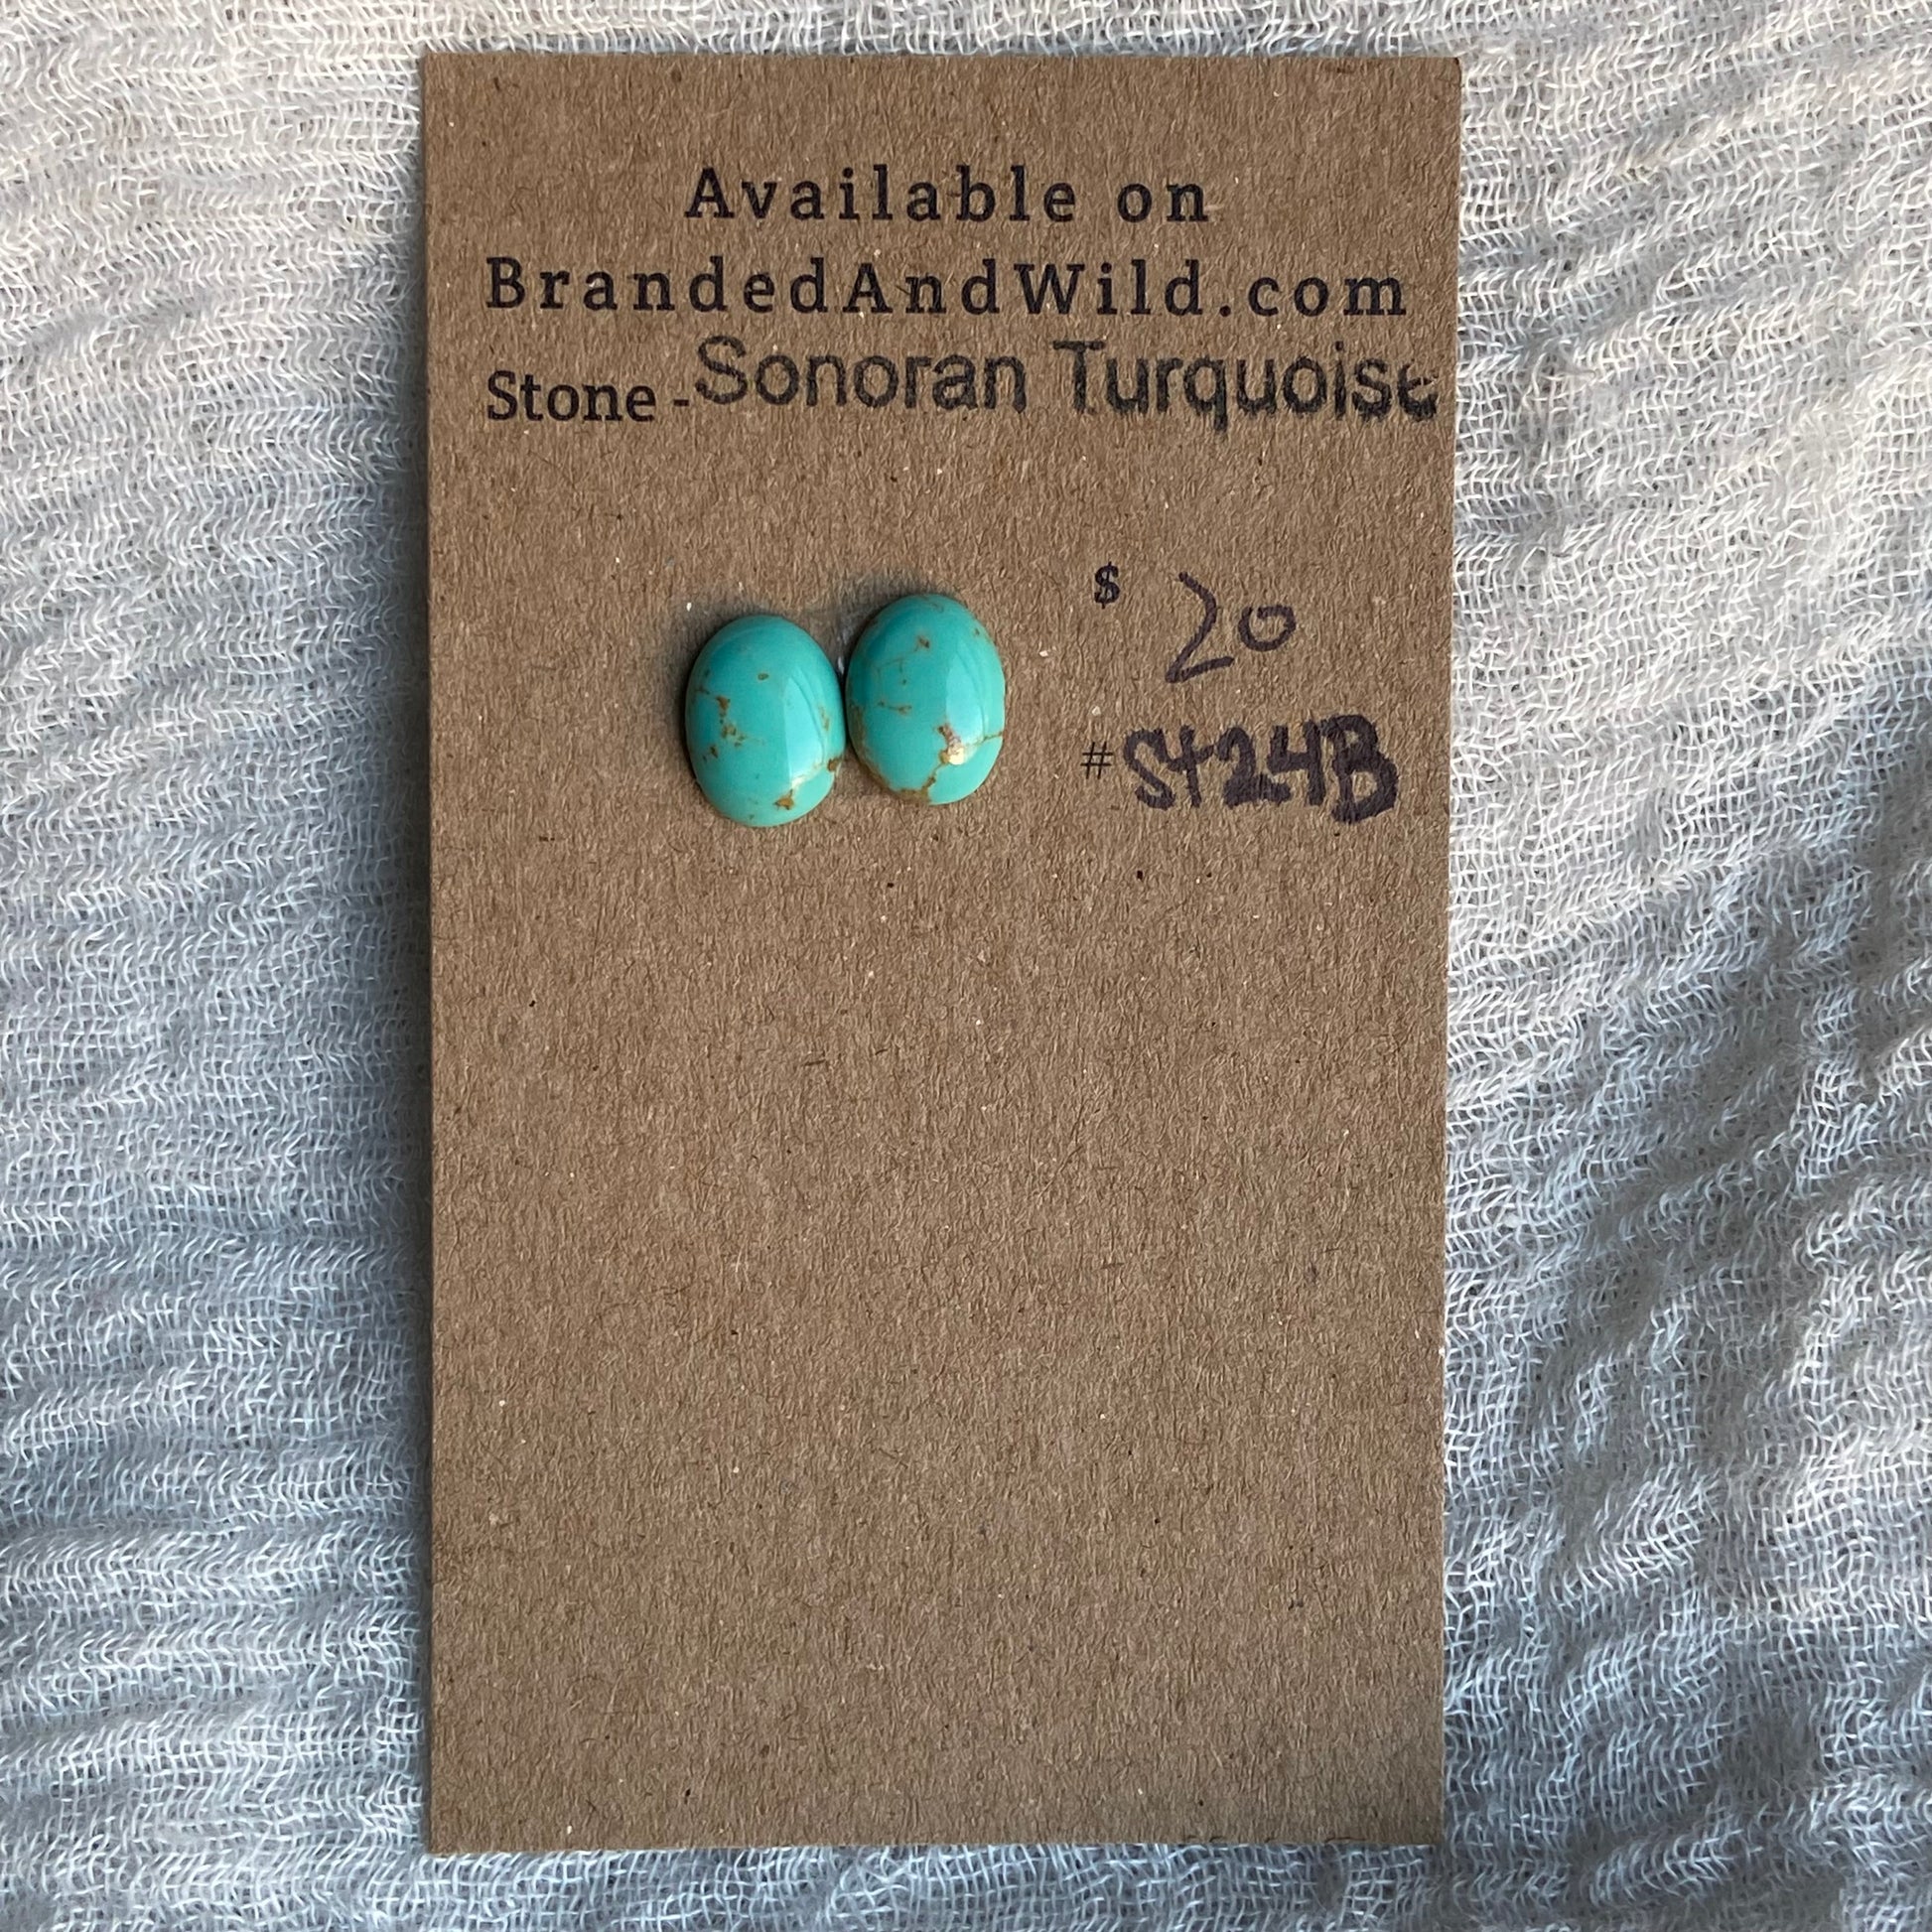 Available on
BrandedAndWild.com
Stone - Sonoran Turquoise
$ 20
# St24B